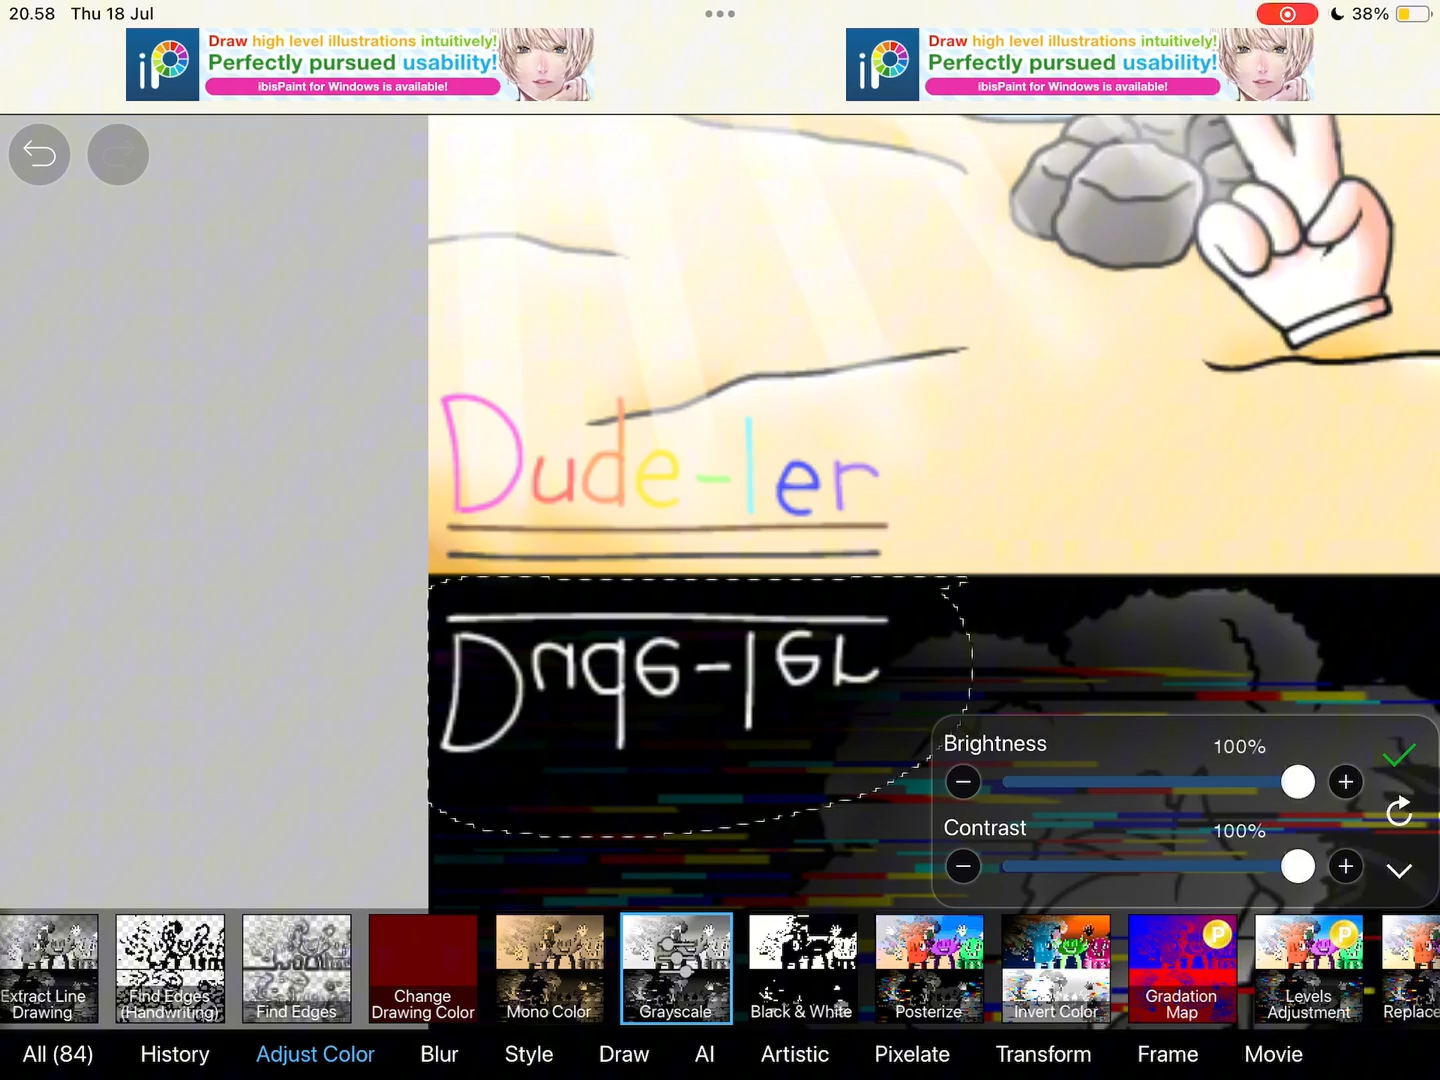 20.58 Thu 18 Jul
38%
iP Draw high level illustrations intuitively!
Perfectly pursued usability!
ibisPaint for Windows is available!
iP Draw high level illustrations intuitively!
Perfectly pursued usability!
ibisPaint for Windows is available!
Dude-ler
Dude-ler
Brightness 100%
Contrast 100%
Extract Line Drawing
Find Edges (Handwriting)
Find Edges
Change Drawing Color
Mono Color
Grayscale
Black & White
Posterize
Invert Color
P Gradation Map
P Levels Adjustment
Replace
All (84) History Adjust Color Blur Style Draw AI Artistic Pixelate Transform Frame Movie